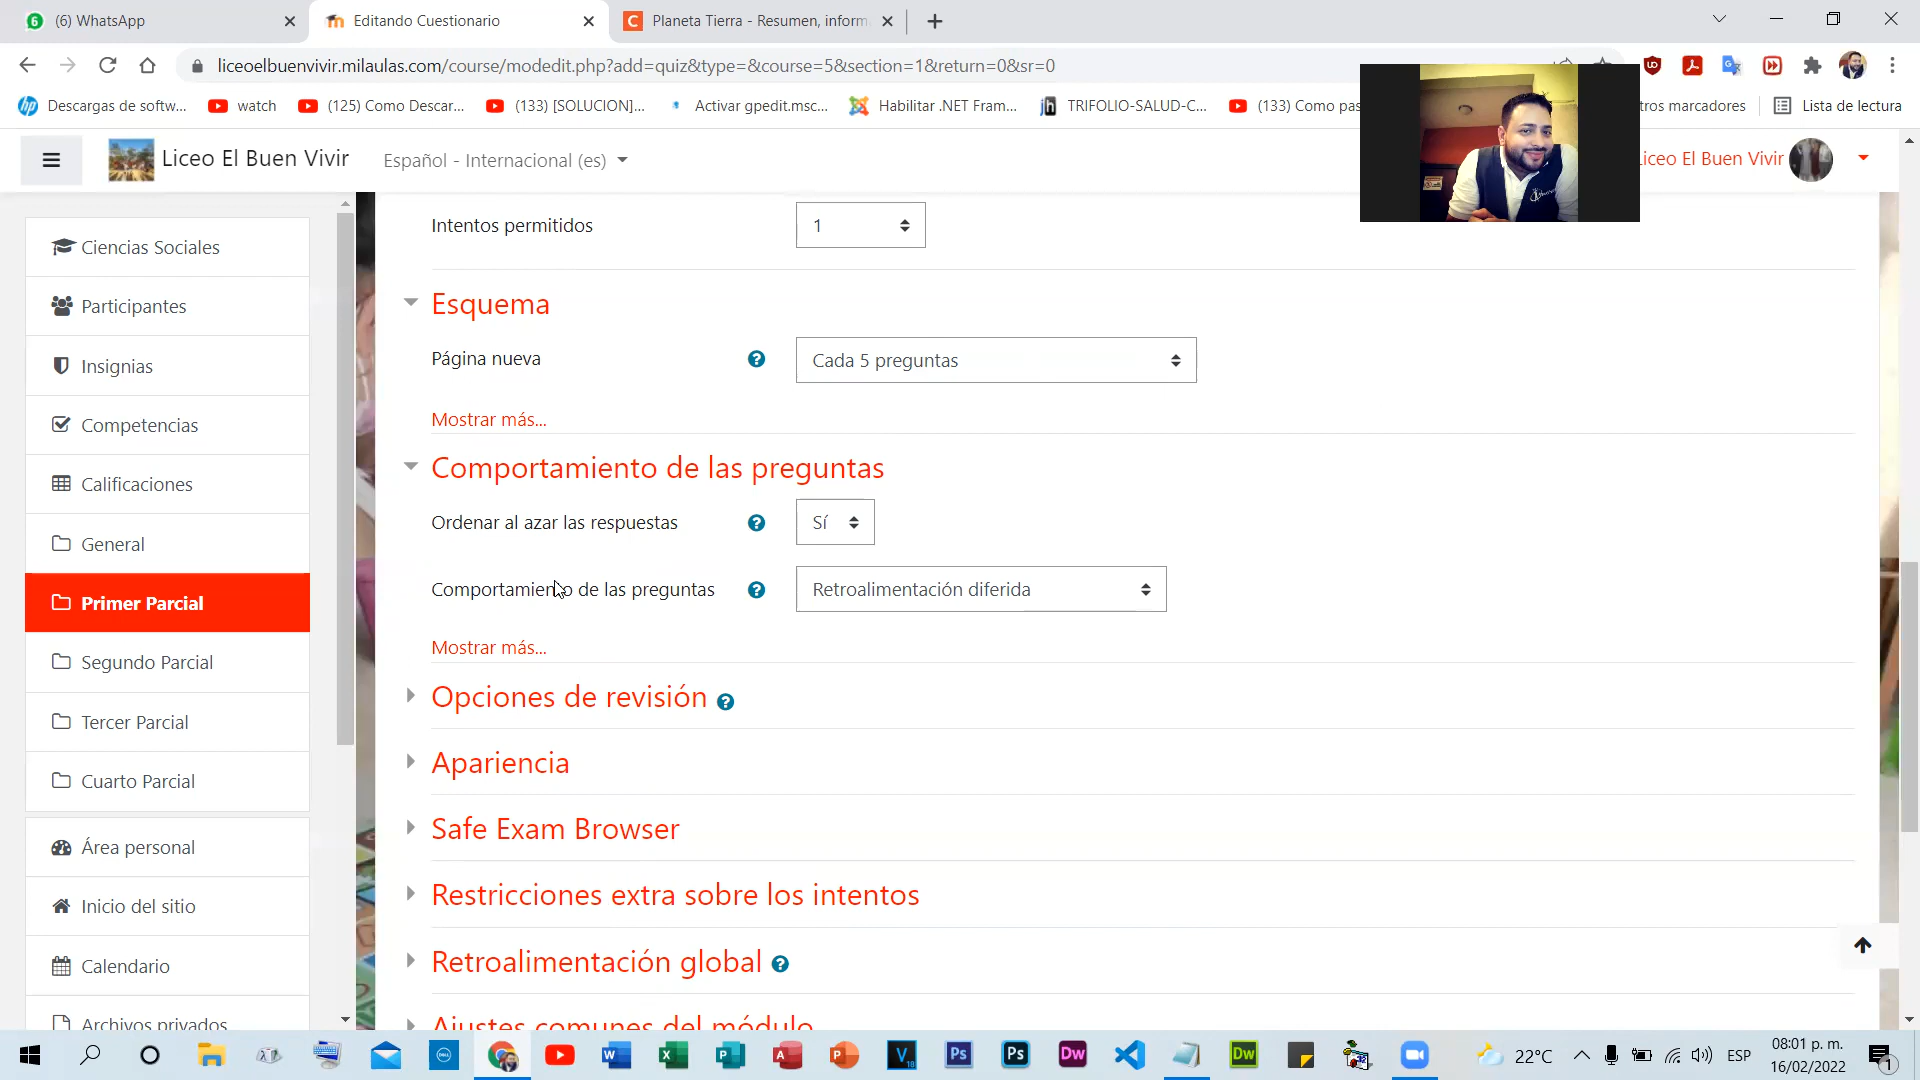 (6) WhatsApp
Editando Cuestionario
Planeta Tierra - Resumen, inform
liceoelbuenvivir.milaulas.com/course/modedit.php?add=quiz&type=&course=5&section=1&return=0&sr=0
Descargas de softw...
watch
(125) Como Descar...
(133) [SOLUCION]...
Activar gpedit.msc...
Habilitar .NET Fram...
TRIFOLIO-SALUD-C...
(133) Como pas
tros marcadores
Lista de lectura
Liceo El Buen Vivir
Español - Internacional (es)
Liceo El Buen Vivir
Ciencias Sociales
Participantes
Insignias
Competencias
Calificaciones
General
Primer Parcial
Segundo Parcial
Tercer Parcial
Cuarto Parcial
Área personal
Inicio del sitio
Calendario
Archivos privados
Intentos permitidos
1
Esquema
Página nueva
Cada 5 preguntas
Mostrar más...
Comportamiento de las preguntas
Ordenar al azar las respuestas
Sí
Comportamiento de las preguntas
Retroalimentación diferida
Mostrar más...
Opciones de revisión
Apariencia
Safe Exam Browser
Restricciones extra sobre los intentos
Retroalimentación global
Ajustes comunes del módulo
22°C
ESP
08:01 p. m.
16/02/2022
1